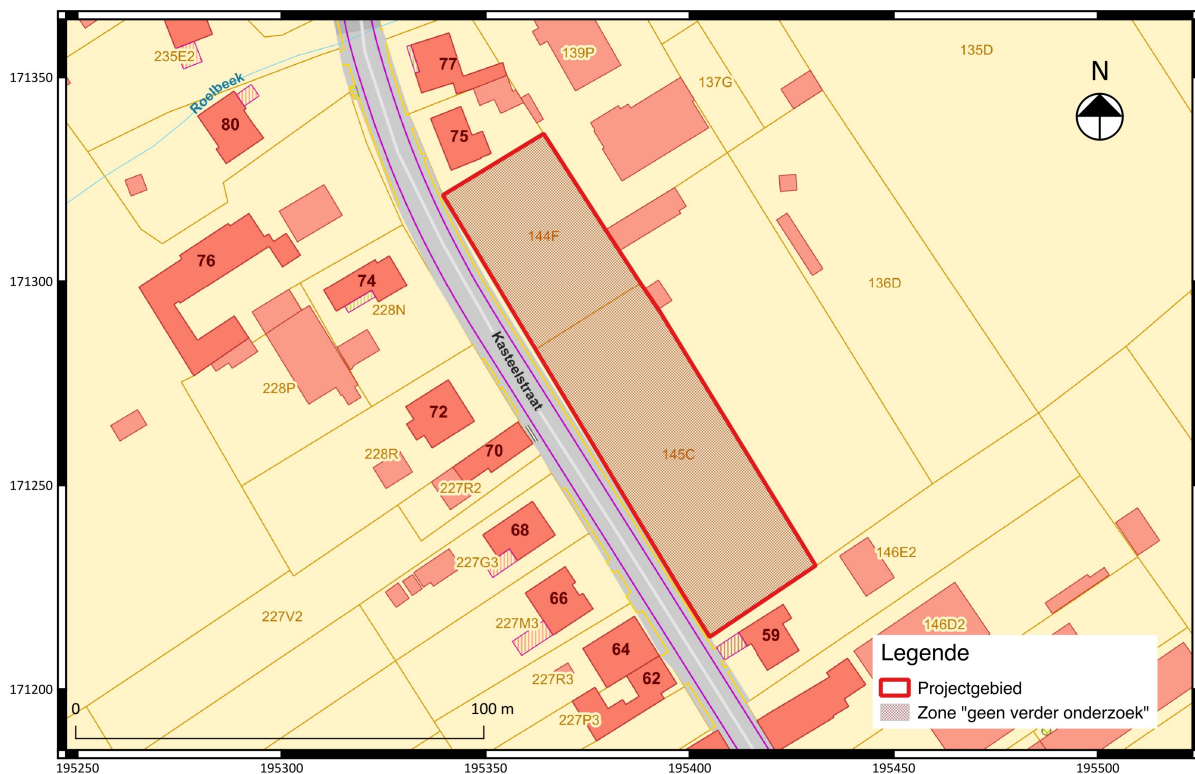 235E2
139P
135D
77
N
171350
137G
Roelbeek
80
75
76
144F
74
171300
136D
228N
Kasteelstraat
228P
72
228R
70
145C
171250
227R2
68
227G3
146E2
66
227V2
227M3
146D2
59
64
62
227R3
227P3
171200
0
100 m
Legende
Projectgebied
Zone "geen verder onderzoek"
195250
195300
195350
195400
195450
195500